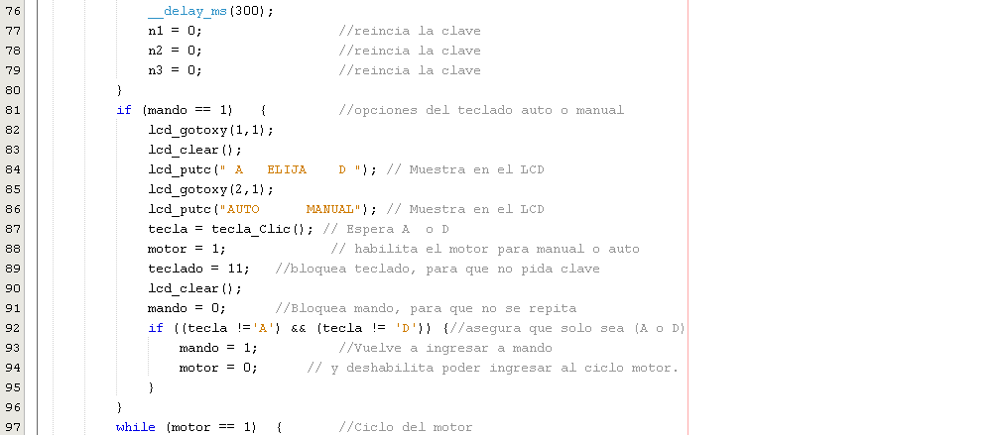 76 __delay_ms(300);
77 n1 = 0; //reincia la clave
78 n2 = 0; //reincia la clave
79 n3 = 0; //reincia la clave
80 }
81 if (mando == 1) { //opciones del teclado auto o manual
82 lcd_gotoxy(1,1);
83 lcd_clear();
84 lcd_putc(" A   ELIJA    D "); // Muestra en el LCD
85 lcd_gotoxy(2,1);
86 lcd_putc("AUTO      MANUAL"); // Muestra en el LCD
87 tecla = tecla_Clic(); // Espera A  o D
88 motor = 1; // habilita el motor para manual o auto
89 teclado = 11; //bloquea teclado, para que no pida clave
90 lcd_clear();
91 mando = 0; //Bloquea mando, para que no se repita
92 if ((tecla !='A') && (tecla != 'D')) {//asegura que solo sea (A o D)
93 mando = 1; //Vuelve a ingresar a mando
94 motor = 0; // y deshabilita poder ingresar al ciclo motor.
95 }
96 }
97 while (motor == 1) { //Ciclo del motor